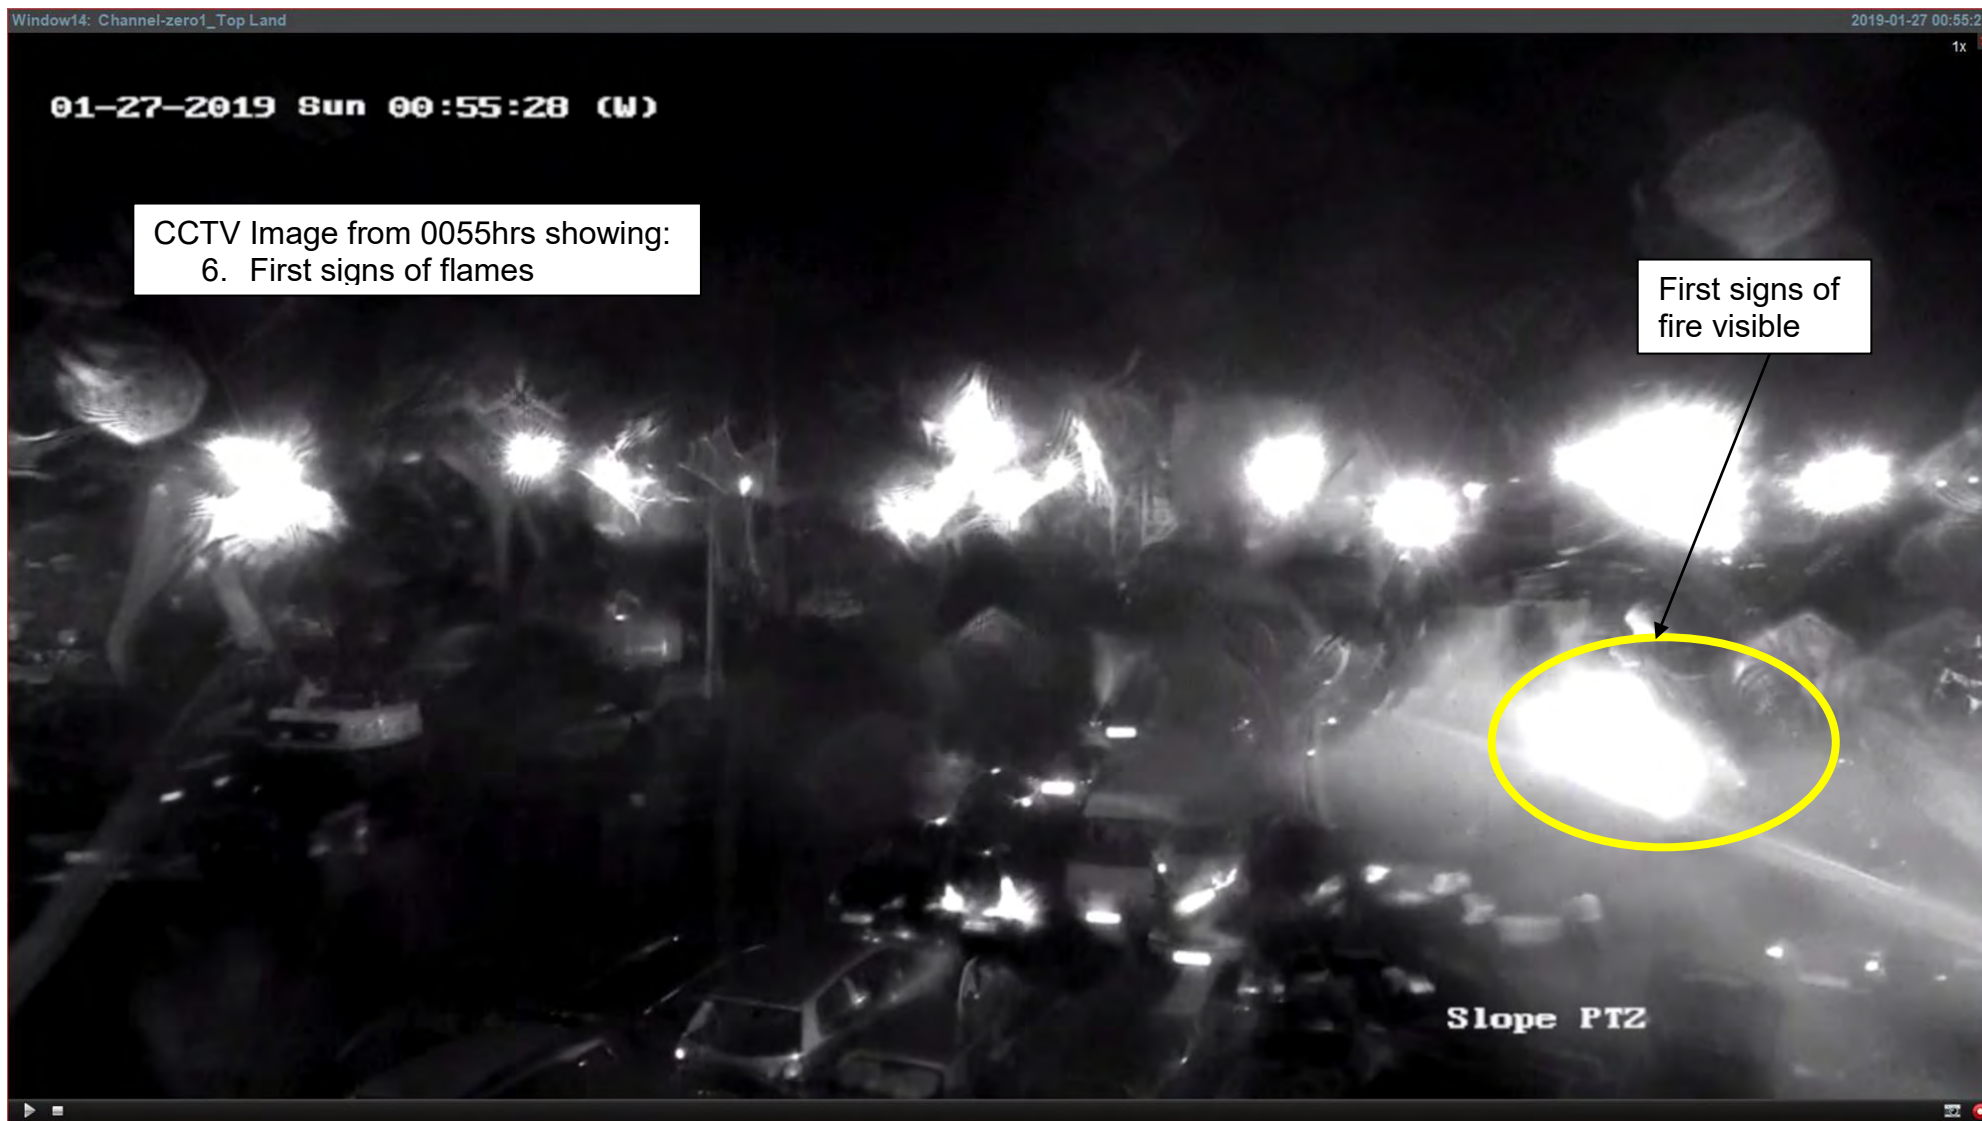 Window14: Channel-zero1_Top Land
2019-01-27 00:55:2
1x
01-27-2019 Sun 00:55:28 (W)
CCTV Image from 0055hrs showing:
6. First signs of flames
First signs of
fire visible
Slope PTZ